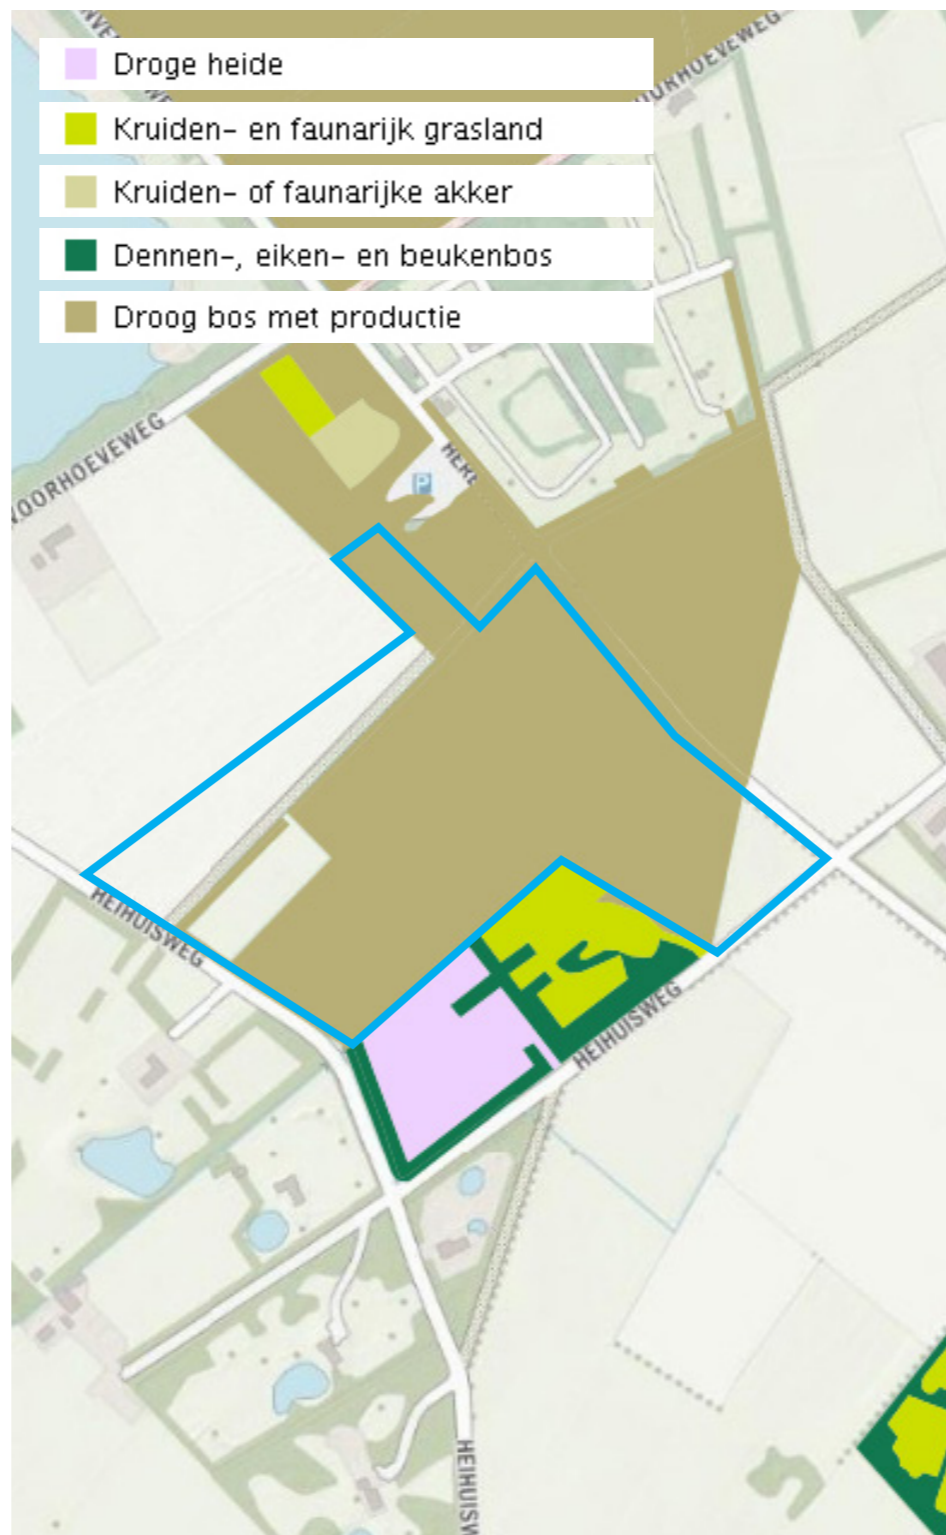 Droge heide
Kruiden- en faunarijk grasland
Kruiden- of faunarijke akker
Dennen-, eiken- en beukenbos
Droog bos met productie
VOORHOEVEWEG
P
HEIHUISWEG
HEIHUISWEG